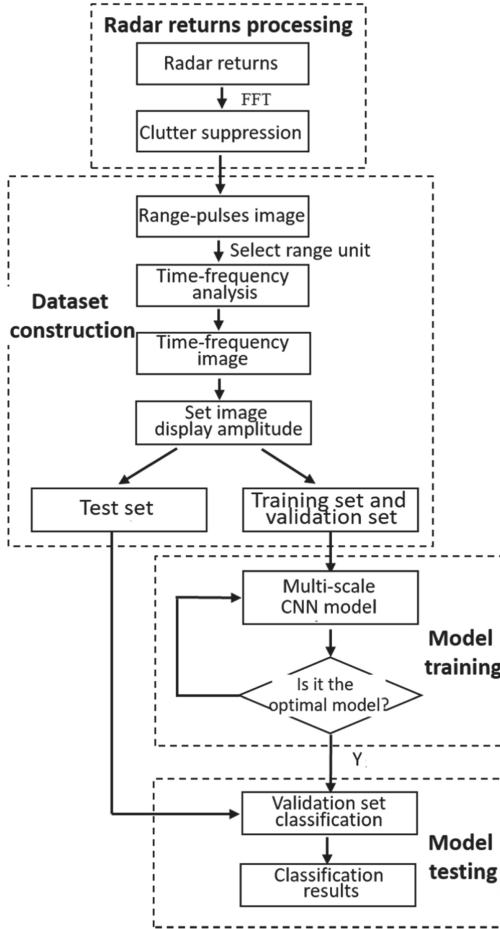 Radar returns processing
Radar returns
FFT
Clutter suppression
Range-pulses image
Select range unit
Time-frequency
analysis
Dataset
construction
Time-frequency
image
Set image
display amplitude
Test set
Training set and
validation set
Multi-scale
CNN model
Model
training
Is it the
optimal model?
Y
Validation set
classification
Model
testing
Classification
results